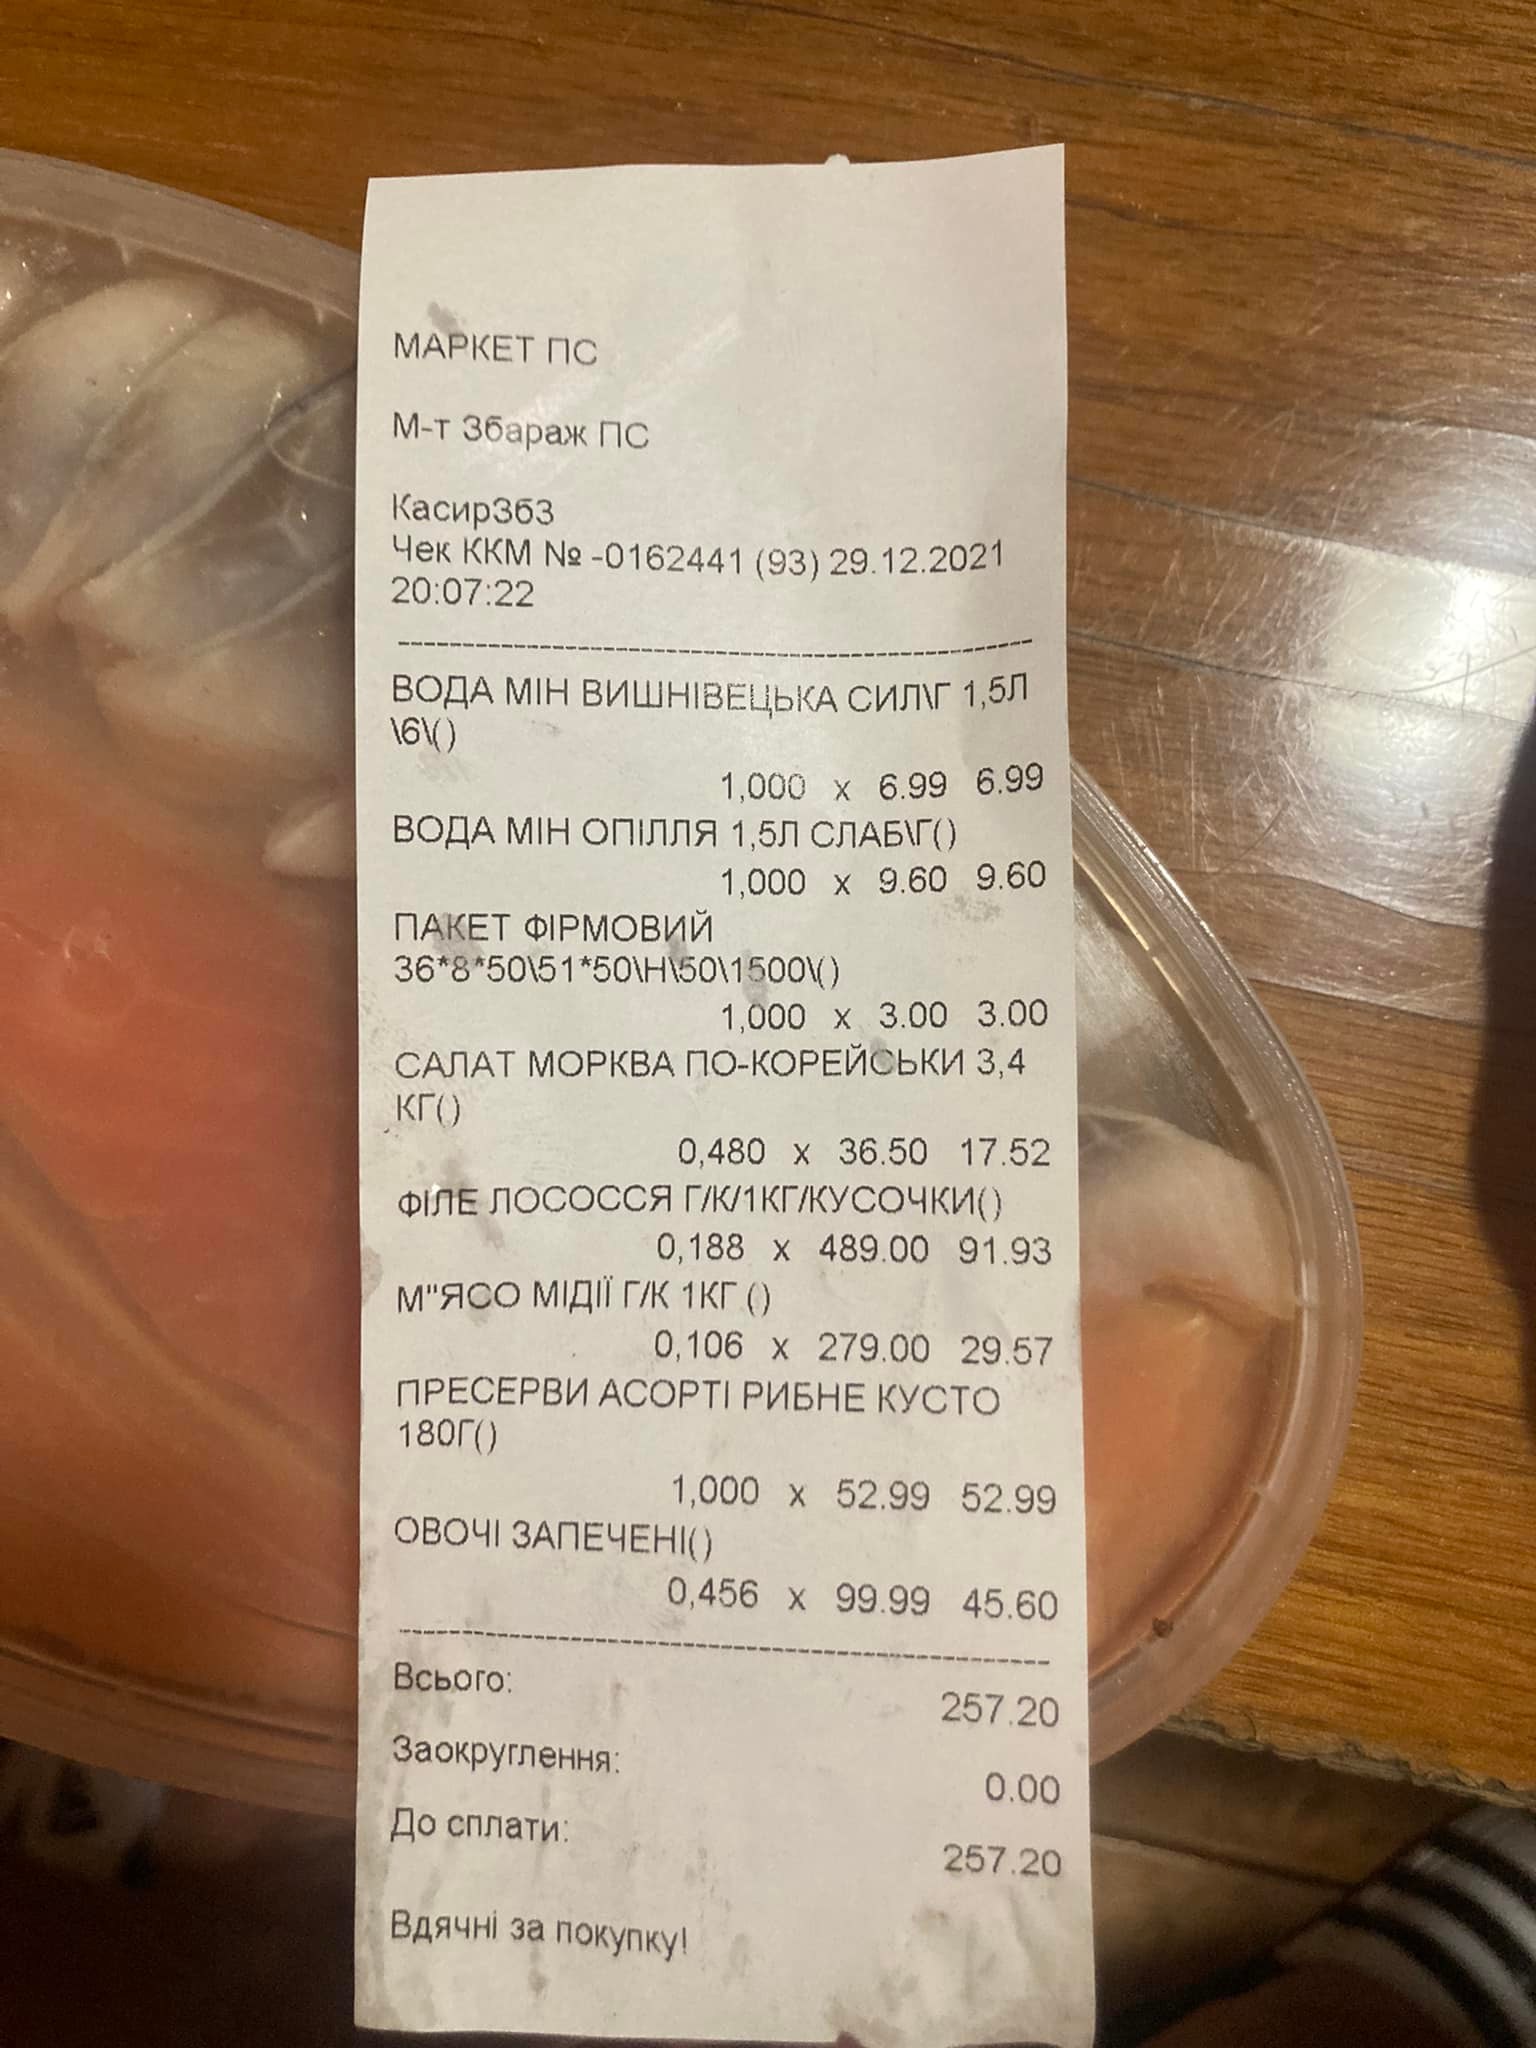 МАРКЕТ ПС
М-т Збараж ПС
Касир3б3
Чек ККМ № -0162441 (93) 29.12.2021
20:07:22
ВОДА МІН ВИШНІВЕЦЬКА СИЛ\Г 1,5Л
\6\()
1,000 x 6.99 6.99
ВОДА МІН ОПІЛЛЯ 1,5Л СЛАБ\Г()
1,000 x 9.60 9.60
ПАКЕТ ФІРМОВИЙ
36*8*50\51*50\Н\50\1500\()
1,000 x 3.00 3.00
САЛАТ МОРКВА ПО-КОРЕЙСЬКИ 3,4
КГ()
0,480 x 36.50 17.52
ФІЛЕ ЛОСОССЯ Г/К/1КГ/КУСОЧКИ()
0,188 x 489.00 91.93
М"ЯСО МІДІЇ Г/К 1КГ ()
0,106 x 279.00 29.57
ПРЕСЕРВИ АСОРТІ РИБНЕ КУСТО
180Г()
1,000 x 52.99 52.99
ОВОЧІ ЗАПЕЧЕНІ()
0,456 x 99.99 45.60
Всього:
257.20
Заокруглення:
0.00
До сплати:
257.20
Вдячні за покупку!